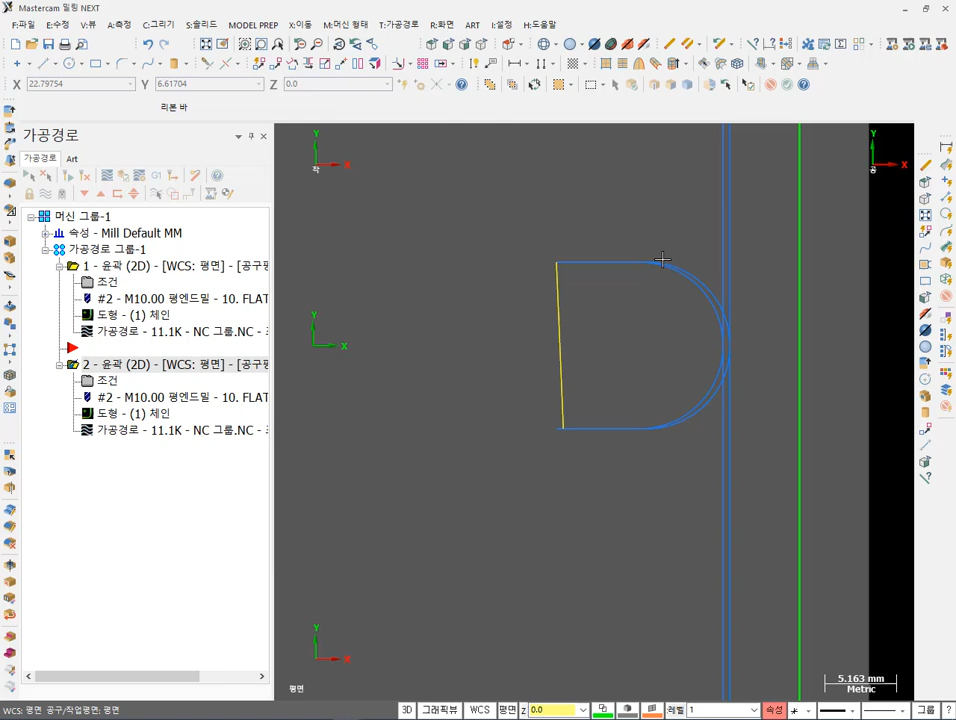 Mastercam 밀링 NEXT
F:파일 E:수정 V:뷰 A:측정 C:그리기 S:솔리드 MODEL PREP X:이동 M:머신 형태 T:가공경로 R:화면 ART I:설정 H:도움말
G1
X 22.79754 Y 6.61704 Z 0.0
리본 바
가공경로
가공경로 Art
G1
머신 그룹-1
속성 - Mill Default MM
가공경로 그룹-1
1 - 윤곽 (2D) - [WCS: 평면] - [공구평
조건
#2 - M10.00 평엔드밀 - 10. FLAT
도형 - (1) 체인
가공경로 - 11.1K - NC 그룹.NC -
2 - 윤곽 (2D) - [WCS: 평면] - [공구평
조건
#2 - M10.00 평엔드밀 - 10. FLAT
도형 - (1) 체인
가공경로 - 11.1K - NC 그룹.NC -
Y
X
작
Y
X
공
Y
X
Y
X
평면
5.163 mm
Metric
WCS: 평면 공구/작업평면: 평면
3D 그래픽뷰 WCS 평면 Z 0.0 레벨 1 속성 그룹 ?